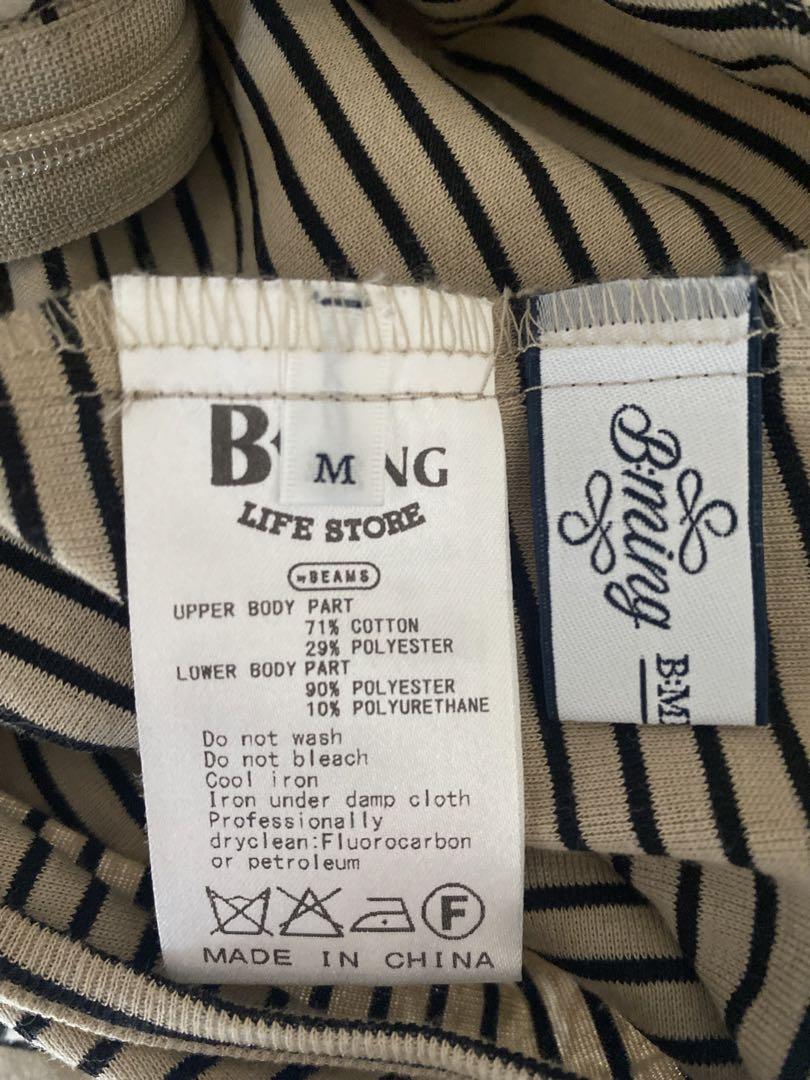 M
LIFE STORE
by BEAMS
UPPER BODY PART
71% COTTON
29% POLYESTER
LOWER BODY PART
90% POLYESTER
10% POLYURETHANE
Do not wash
Do not bleach
Cool iron
Iron under damp cloth
Professionally
dryclean:Fluorocarbon
or petroleum
F
MADE IN CHINA
B:ming